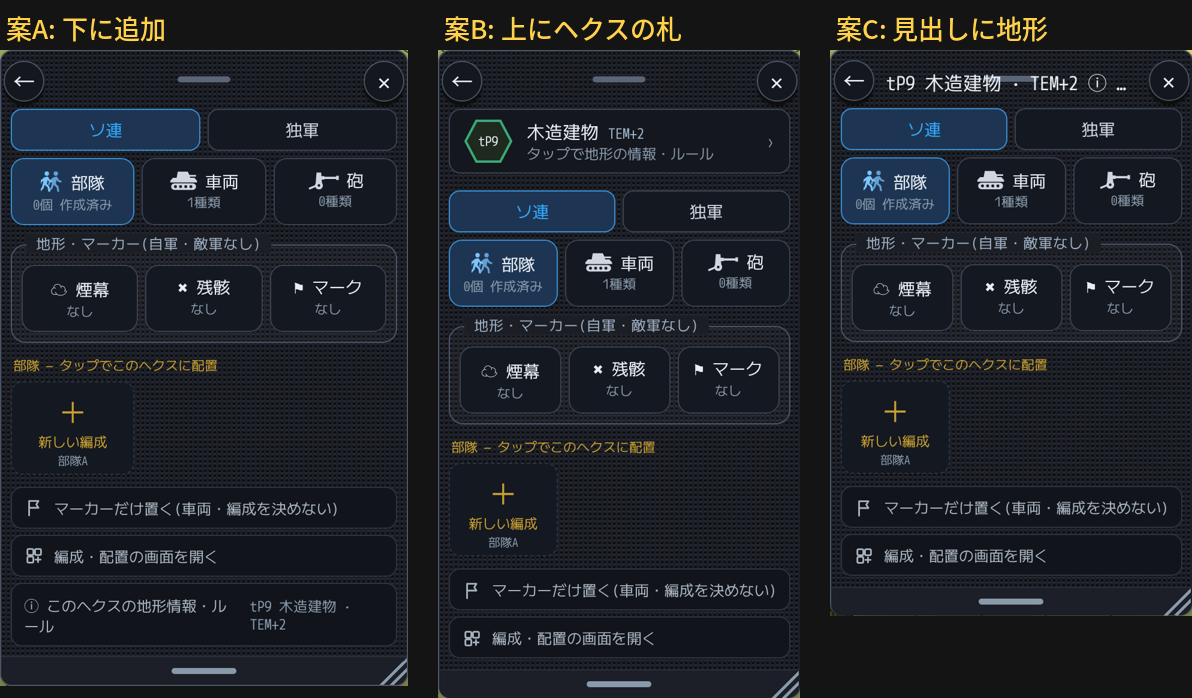 案A: 下に追加
ソ連 独軍
部隊 車両 砲
0個 作成済み 1種類 0種類
地形・マーカー(自軍・敵軍なし)
煙幕 残骸 マーク
なし なし なし
部隊 − タップでこのヘクスに配置
新しい編成
部隊A
マーカーだけ置く(車両・編成を決めない)
編成・配置の画面を開く
このヘクスの地形情報・ル
ール
tP9 木造建物 ・
TEM+2
案B: 上にヘクスの札
tP9 木造建物 TEM+2
タップで地形の情報・ルール
ソ連 独軍
部隊 車両 砲
0個 作成済み 1種類 0種類
地形・マーカー(自軍・敵軍なし)
煙幕 残骸 マーク
なし なし なし
部隊 − タップでこのヘクスに配置
新しい編成
部隊A
マーカーだけ置く(車両・編成を決めない)
編成・配置の画面を開く
案C: 見出しに地形
tP9 木造建物 ・ TEM+2 ⓘ …
ソ連 独軍
部隊 車両 砲
0個 作成済み 1種類 0種類
地形・マーカー(自軍・敵軍なし)
煙幕 残骸 マーク
なし なし なし
部隊 − タップでこのヘクスに配置
新しい編成
部隊A
マーカーだけ置く(車両・編成を決めない)
編成・配置の画面を開く